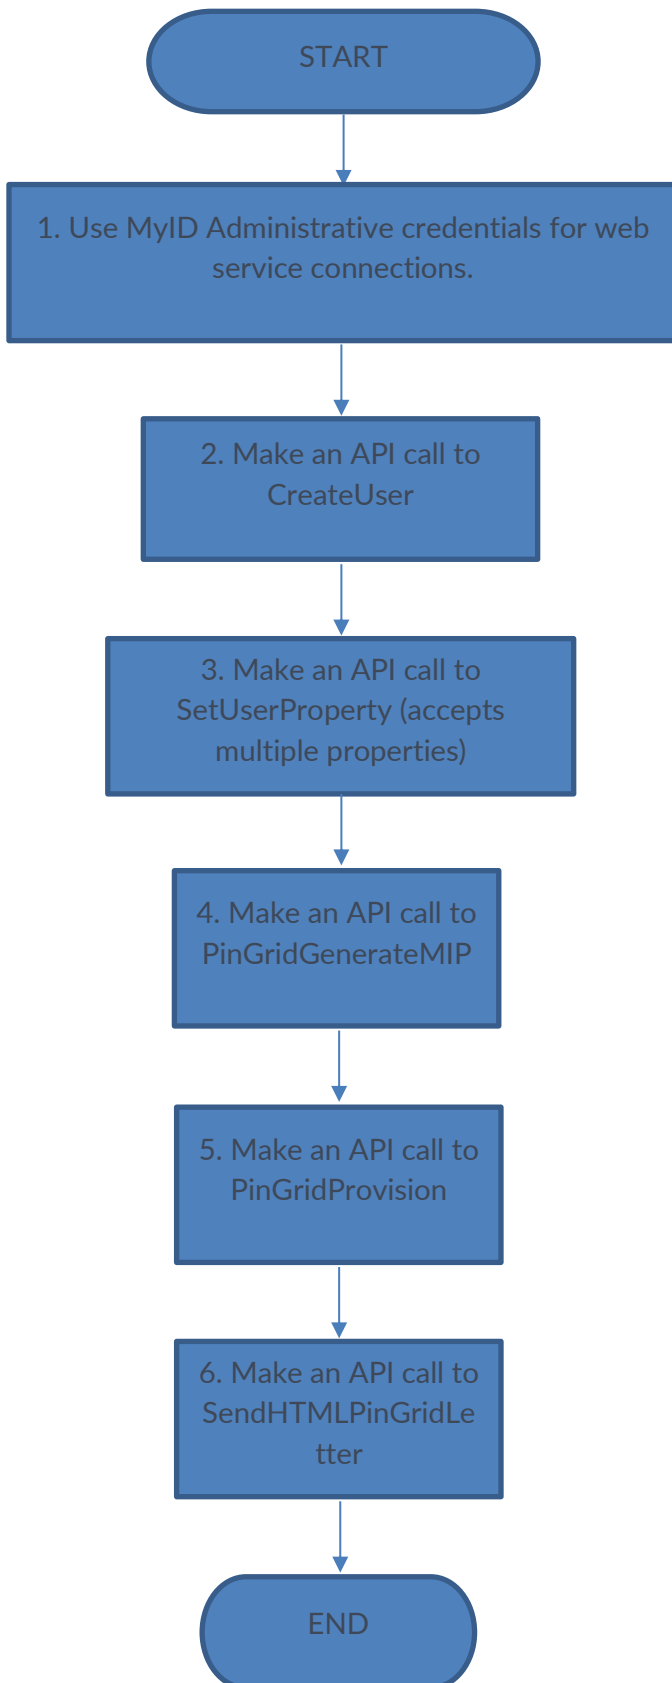 START
1. Use MyID Administrative credentials for web
service connections.
2. Make an API call to
CreateUser
3. Make an API call to
SetUserProperty (accepts
multiple properties)
4. Make an API call to
PinGridGenerateMIP
5. Make an API call to
PinGridProvision
6. Make an API call to
SendHTMLPinGridLe
tter
END